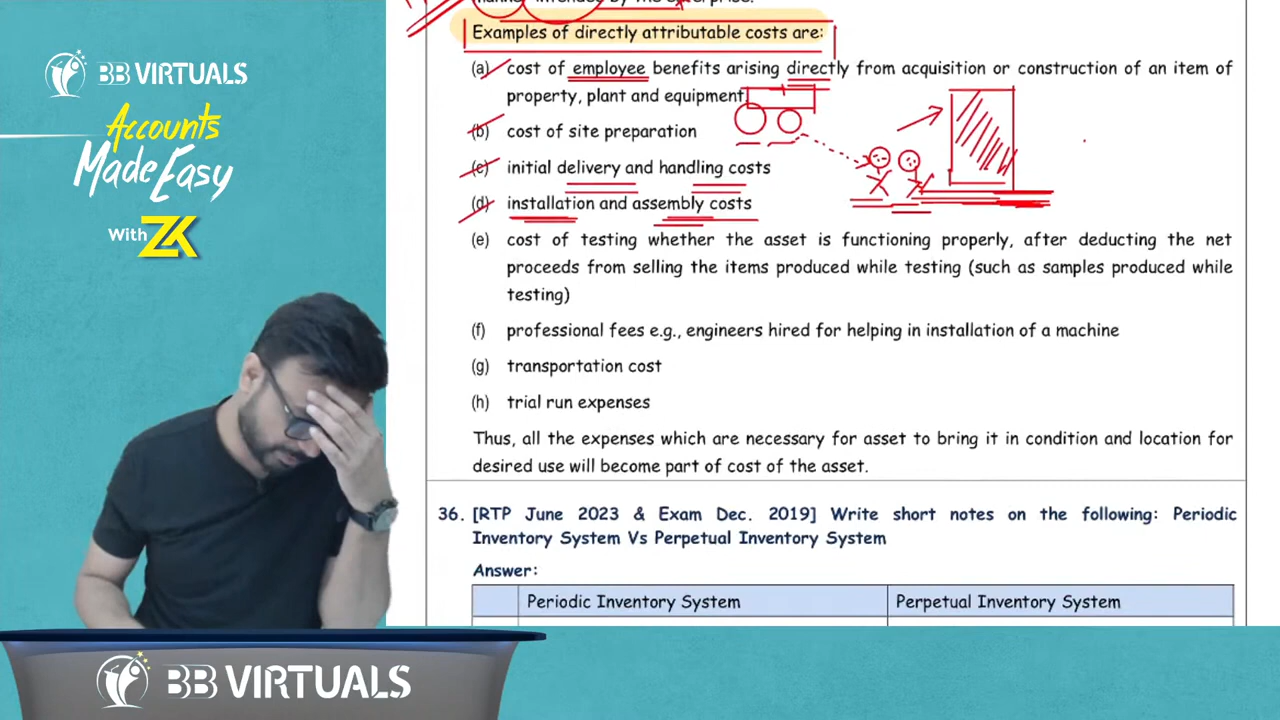 BB VIRTUALS
Accounts
Made Easy
With ZK
Examples of directly attributable costs are:
(a) cost of employee benefits arising directly from acquisition or construction of an item of
property, plant and equipment
(b) cost of site preparation
(c) initial delivery and handling costs
(d) installation and assembly costs
(e) cost of testing whether the asset is functioning properly, after deducting the net
proceeds from selling the items produced while testing (such as samples produced while
testing)
(f) professional fees e.g., engineers hired for helping in installation of a machine
(g) transportation cost
(h) trial run expenses
Thus, all the expenses which are necessary for asset to bring it in condition and location for
desired use will become part of cost of the asset.
36. [RTP June 2023 & Exam Dec. 2019] Write short notes on the following: Periodic
Inventory System Vs Perpetual Inventory System
Answer:
Periodic Inventory System Perpetual Inventory System
BB VIRTUALS